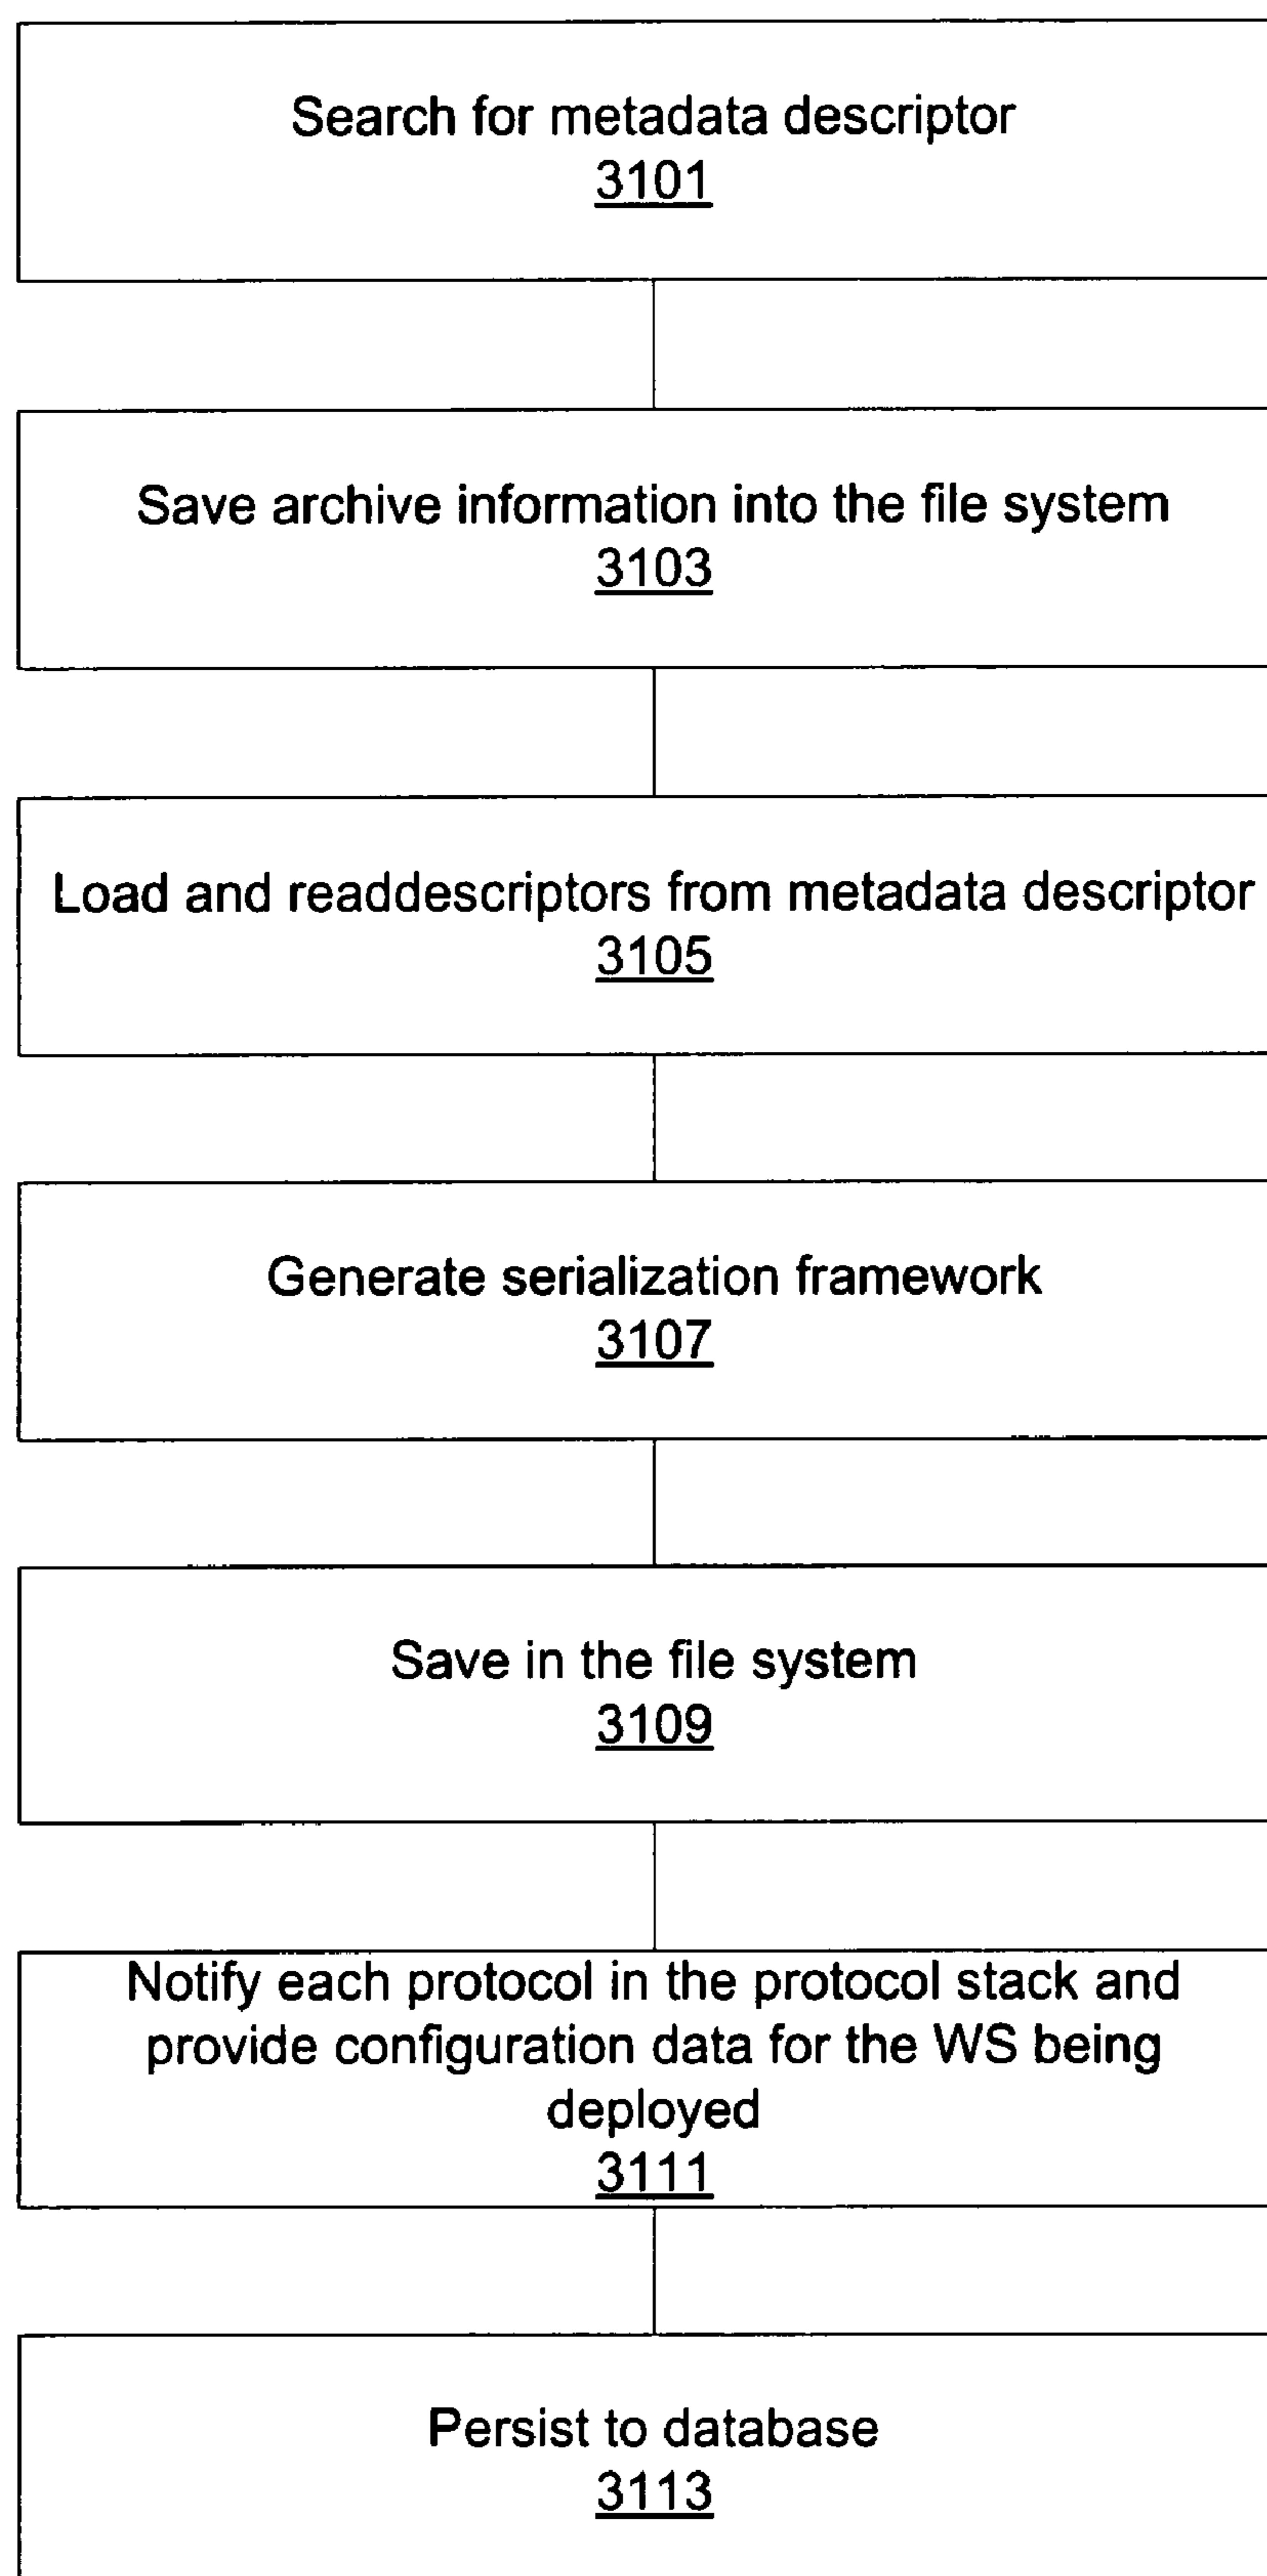 Search for metadata descriptor
3101
Save archive information into the file system
3103
Load and readdescriptors from metadata descriptor
3105
Generate serialization framework
3107
Save in the file system
3109
Notify each protocol in the protocol stack and
provide configuration data for the WS being
deployed
3111
Persist to database
3113